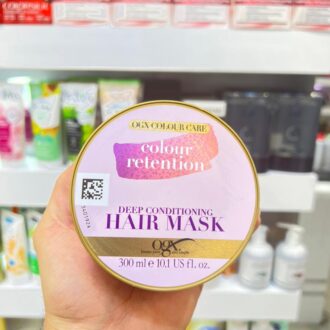 OGX COLOUR CARE
colour
retention
DEEP CONDITIONING
HAIR MASK
ogx
300 ml e 10.1 US fl. oz.